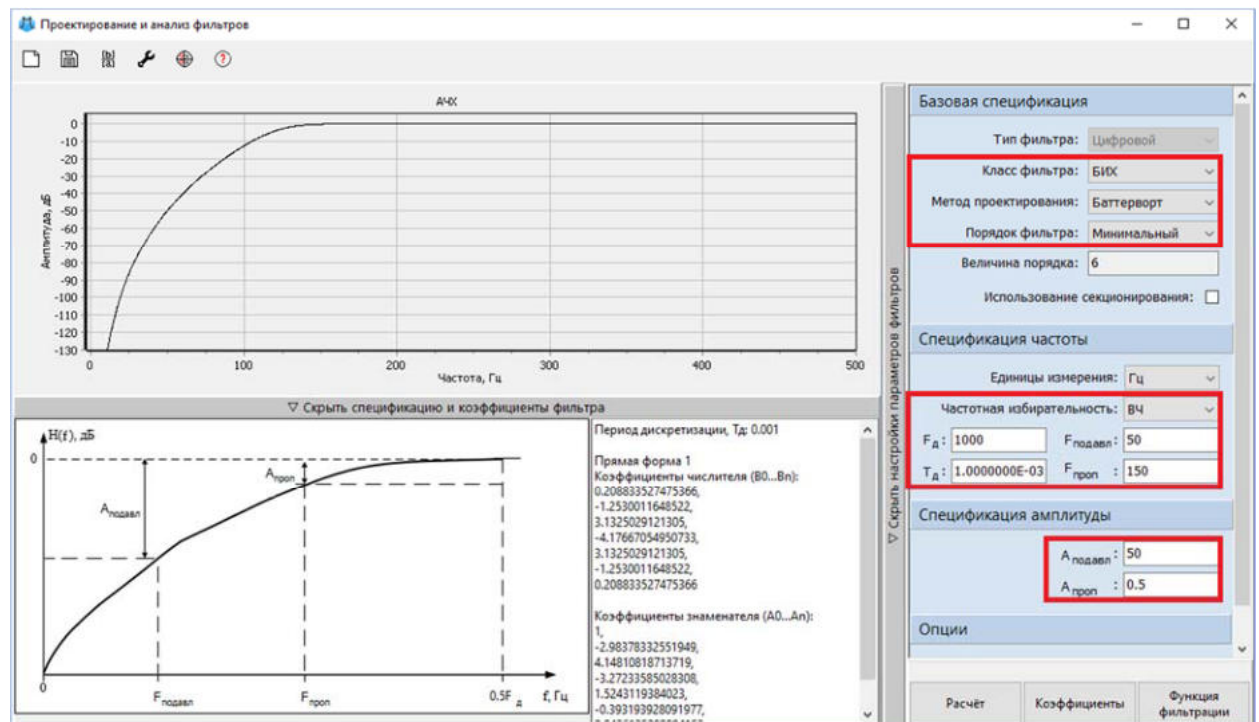 Проектирование и анализ фильтров
АЧХ
Амплитуда, дБ
0
-10
-20
-30
-40
-50
-60
-70
-80
-90
-100
-110
-120
-130
0 100 200 300 400 500
Частота, Гц
▽ Скрыть спецификацию и коэффициенты фильтра
H(f), дБ
0
Aпроп
Aподавл
0 Fподавл Fпроп 0.5Fд f, Гц
Период дискретизации, Тд: 0.001
Прямая форма 1
Коэффициенты числителя (B0...Bn):
0.208833527475366,
-1.2530011648522,
3.1325029121305,
-4.17667054950733,
3.1325029121305,
-1.2530011648522,
0.208833527475366
Коэффициенты знаменателя (A0...An):
1,
-2.98378332551949,
4.14810818713719,
-3.27233585028308,
1.5243119384023,
-0.393193928091977,
▽ Скрыть настройки параметров фильтров
Базовая спецификация
Тип фильтра: Цифровой
Класс фильтра: БИХ
Метод проектирования: Баттерворт
Порядок фильтра: Минимальный
Величина порядка: 6
Использование секционирования:
Спецификация частоты
Единицы измерения: Гц
Частотная избирательность: ВЧ
Fд: 1000 Fподавл: 50
Tд: 1.0000000E-03 Fпроп : 150
Спецификация амплитуды
Aподавл: 50
Aпроп : 0.5
Опции
Расчёт Коэффициенты Функция
фильтрации